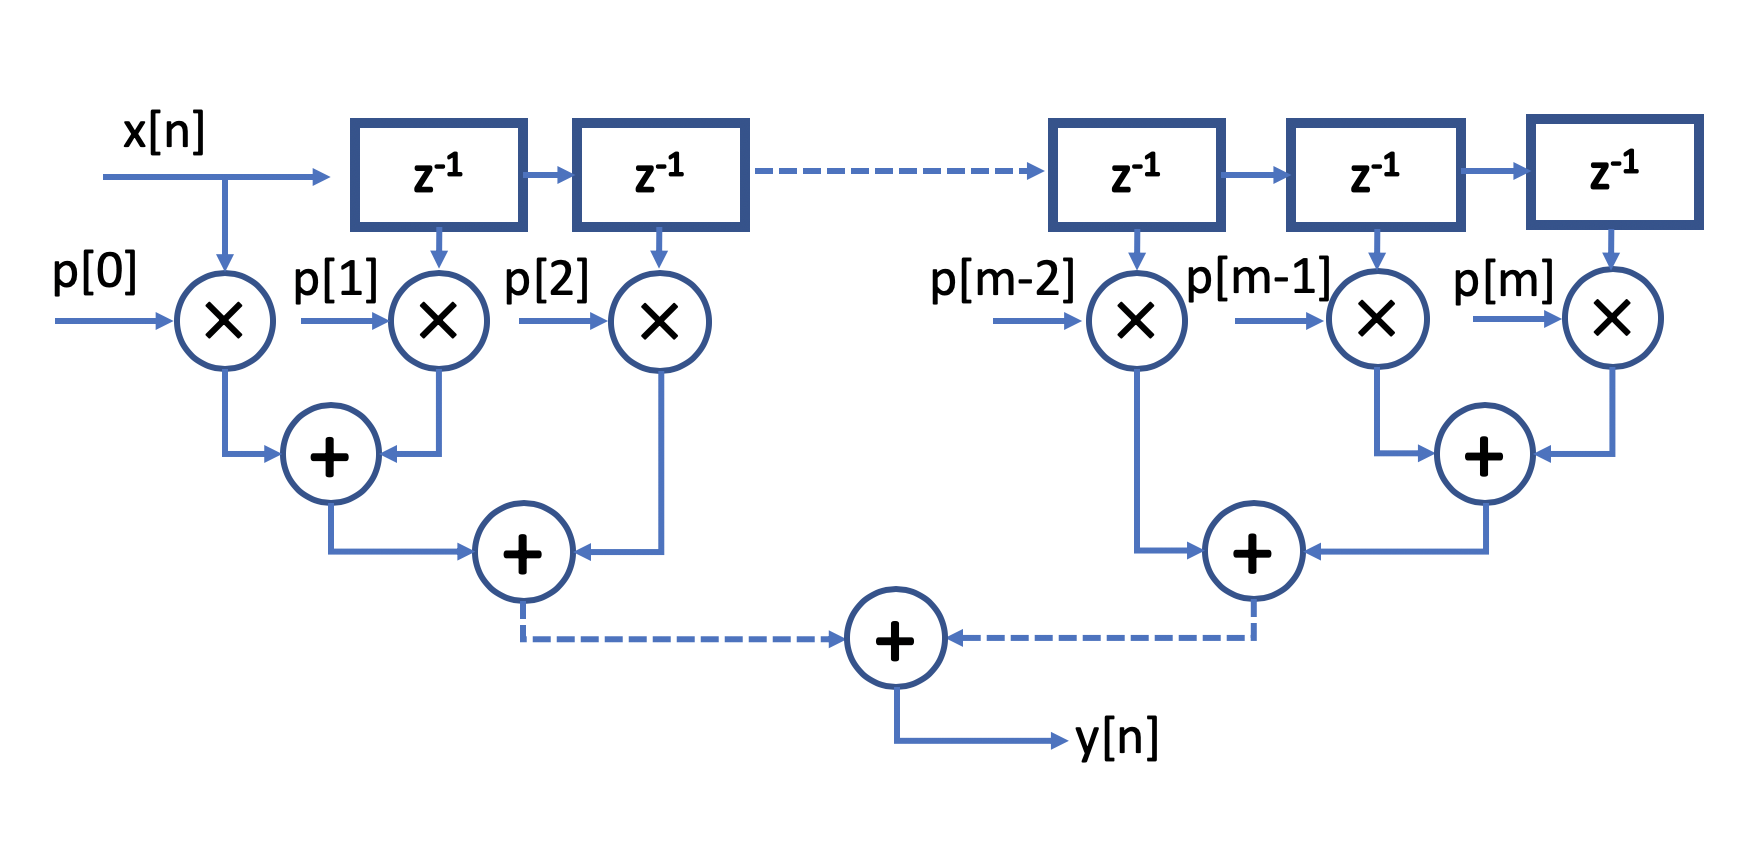 x[n]
z⁻¹ z⁻¹ z⁻¹ z⁻¹ z⁻¹
p[0] p[1] p[2] p[m-2] p[m-1] p[m]
× × × × × ×
+ +
+ +
+
y[n]